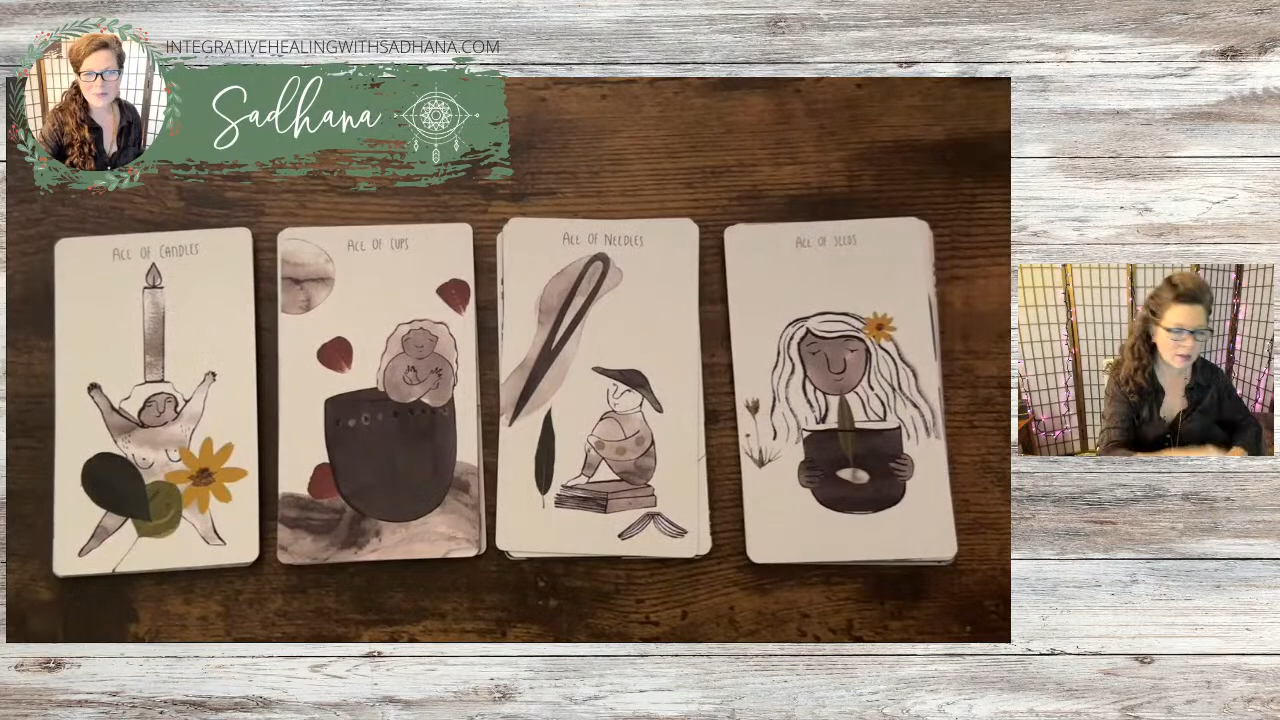 INTEGRATIVEHEALINGWITHSADHANA.COM
Sadhana
ACE OF CANDLES
ACE OF CUPS
ACE OF NEEDLES
ACE OF SEEDS